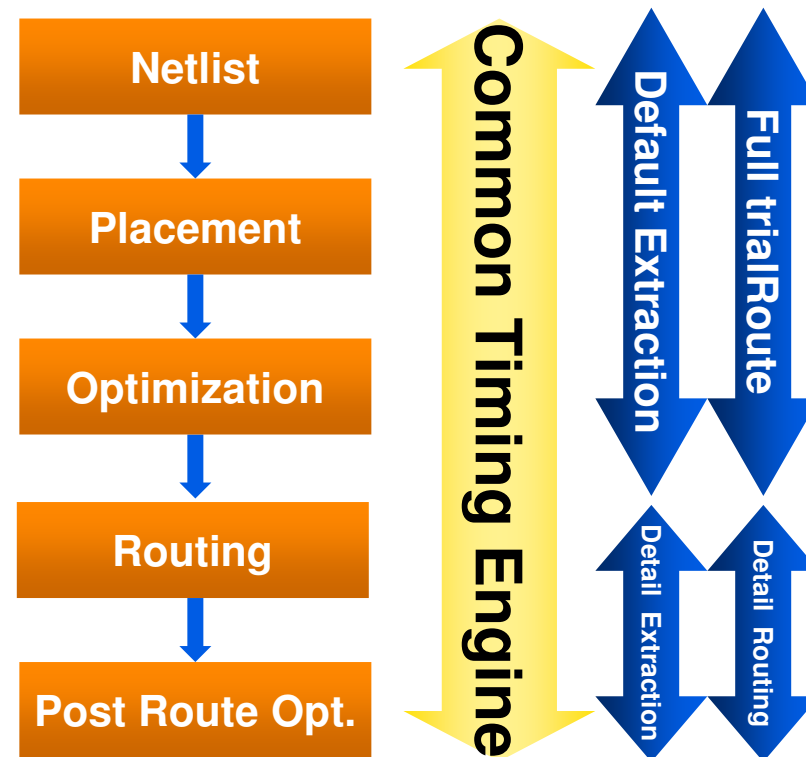 Netlist
Placement
Optimization
Routing
Post Route Opt.
Common Timing Engine
Default Extraction
Full trialRoute
Detail Extraction
Detail Routing